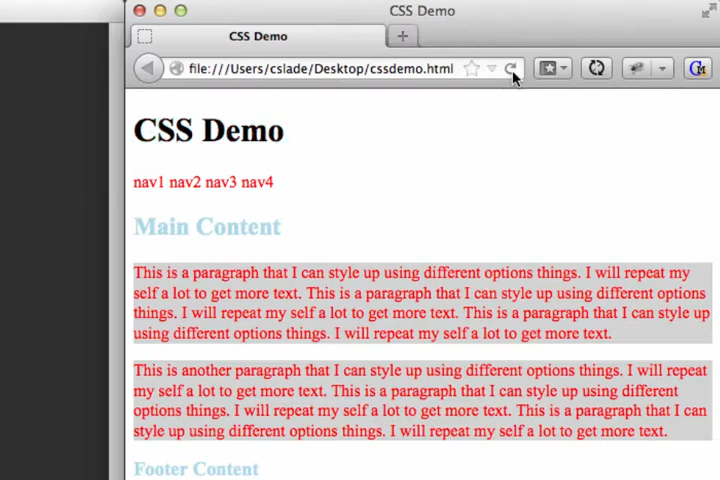 CSS Demo
CSS Demo
file:///Users/cslade/Desktop/cssdemo.html
CSS Demo
nav1 nav2 nav3 nav4
Main Content
This is a paragraph that I can style up using different options things. I will repeat my
self a lot to get more text. This is a paragraph that I can style up using different options
things. I will repeat my self a lot to get more text. This is a paragraph that I can style up
using different options things. I will repeat my self a lot to get more text.
This is another paragraph that I can style up using different options things. I will repeat
my self a lot to get more text. This is a paragraph that I can style up using different
options things. I will repeat my self a lot to get more text. This is a paragraph that I can
style up using different options things. I will repeat my self a lot to get more text.
Footer Content